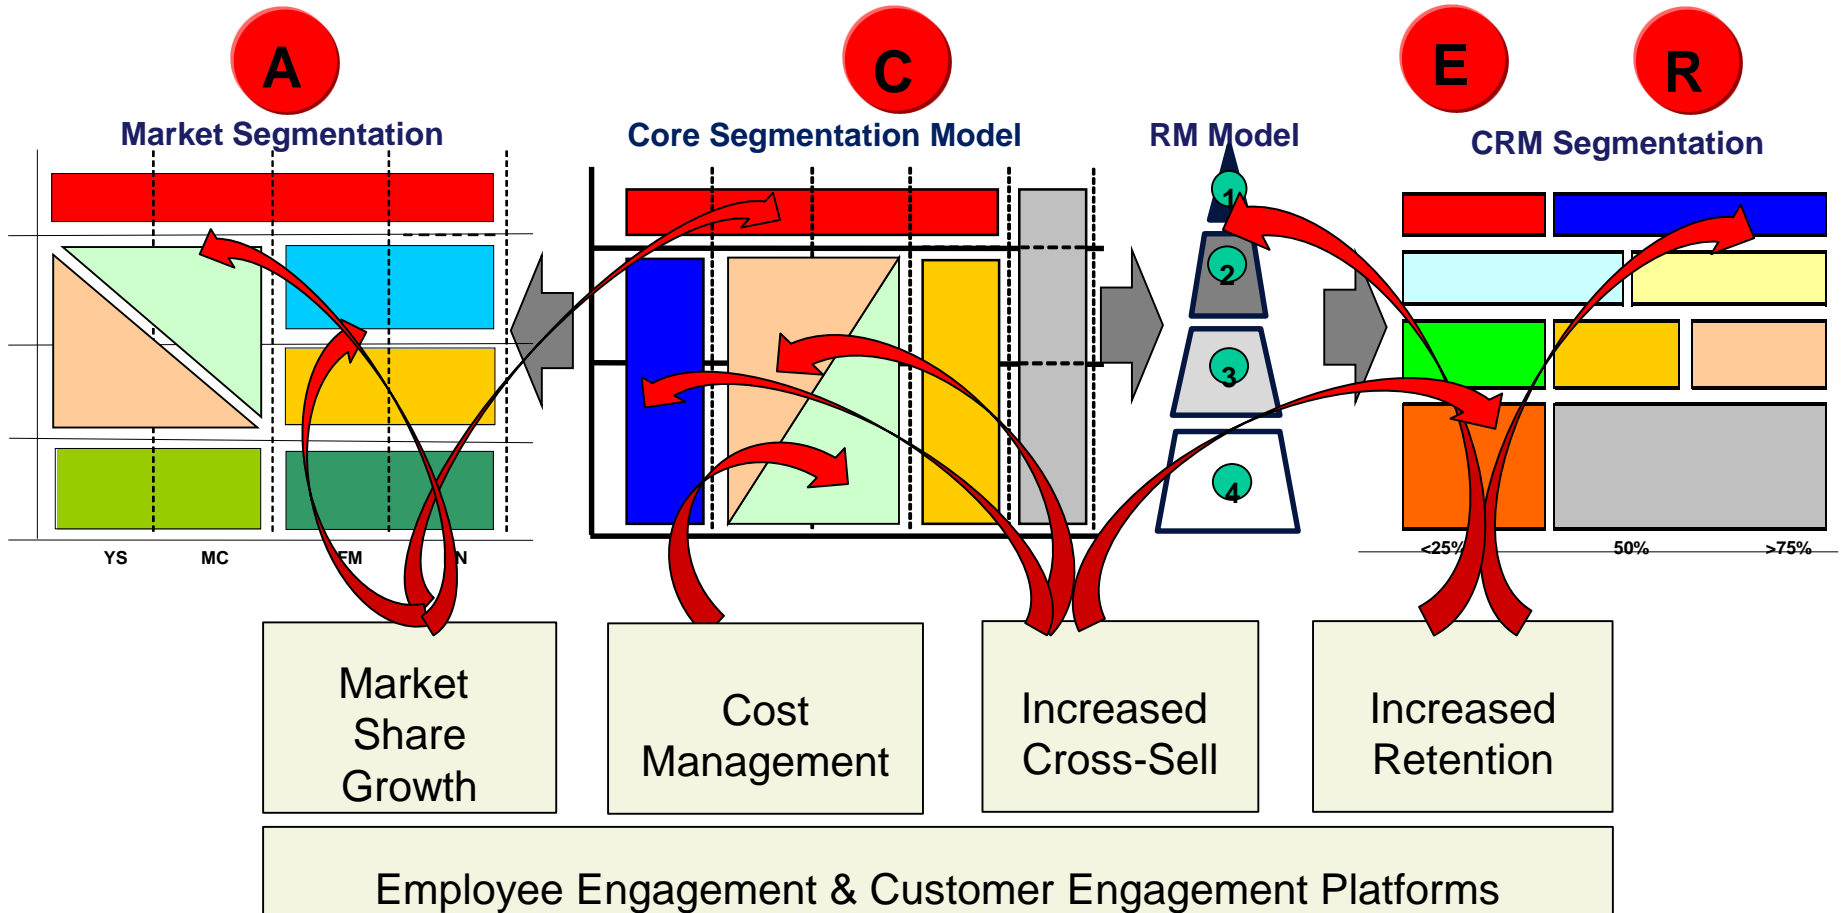 A
C
E
R
Market Segmentation
Core Segmentation Model
RM Model
CRM Segmentation
1
2
3
4
YS
MC
FM
N
<25%
50%
>75%
Market
Share
Growth
Cost
Management
Increased
Cross-Sell
Increased
Retention
Employee Engagement & Customer Engagement Platforms